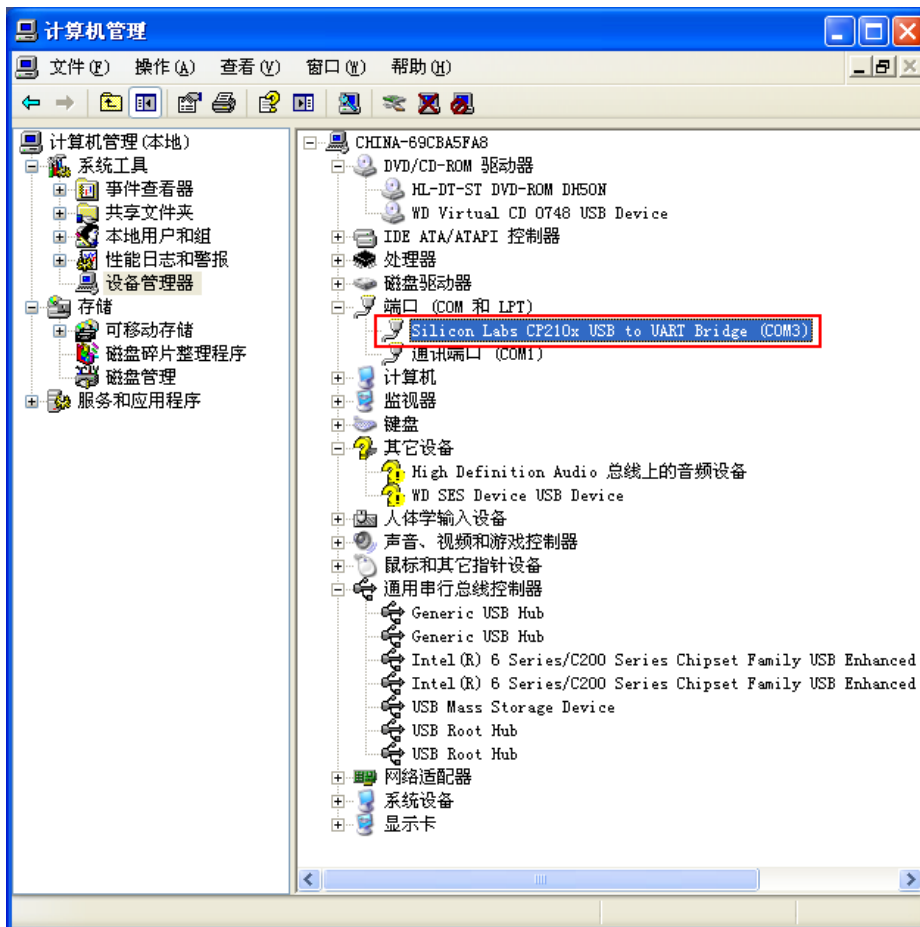 计算机管理
文件(F) 操作(A) 查看(V) 窗口(W) 帮助(H)
计算机管理(本地)
系统工具
事件查看器
共享文件夹
本地用户和组
性能日志和警报
设备管理器
存储
可移动存储
磁盘碎片整理程序
磁盘管理
服务和应用程序
CHINA-69CBA5FA8
DVD/CD-ROM 驱动器
HL-DT-ST DVD-ROM DH50N
WD Virtual CD 0748 USB Device
IDE ATA/ATAPI 控制器
处理器
磁盘驱动器
端口 (COM 和 LPT)
Silicon Labs CP210x USB to UART Bridge (COM3)
通讯端口 (COM1)
计算机
监视器
键盘
其它设备
High Definition Audio 总线上的音频设备
WD SES Device USB Device
人体学输入设备
声音、视频和游戏控制器
鼠标和其它指针设备
通用串行总线控制器
Generic USB Hub
Generic USB Hub
Intel(R) 6 Series/C200 Series Chipset Family USB Enhanced
Intel(R) 6 Series/C200 Series Chipset Family USB Enhanced
USB Mass Storage Device
USB Root Hub
USB Root Hub
网络适配器
系统设备
显示卡